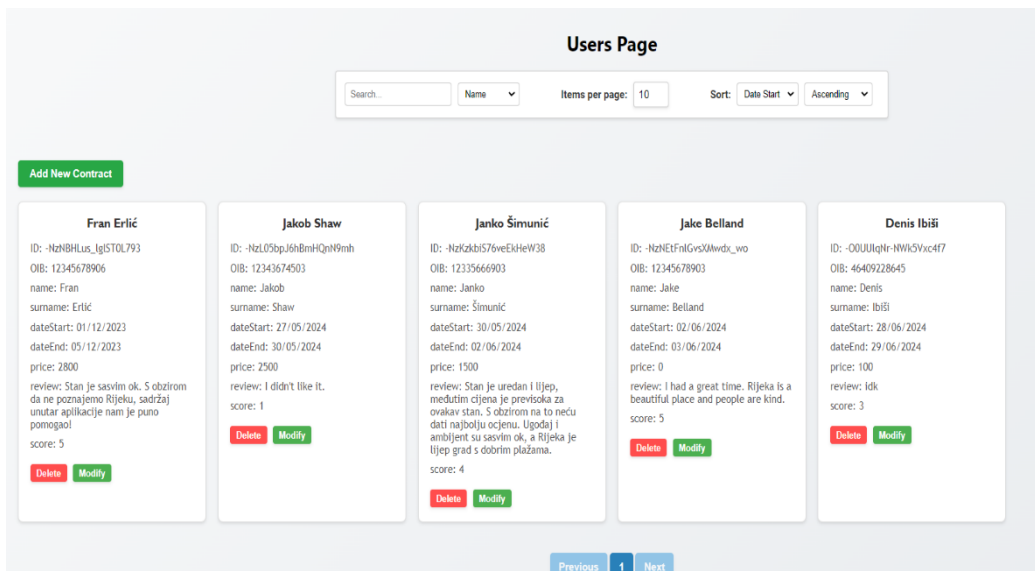 Users Page
Search..
Name
Items per page:
10
Sort:
Date Start
Ascending
Add New Contract
Fran Erlić
ID: -NzNBHLus_IglST0L793
OIB: 12345678906
name: Fran
surname: Erlić
dateStart: 01/12/2023
dateEnd: 05/12/2023
price: 2800
review: Stan je sasvim ok. S obzirom
da ne poznajemo Rijeku, sadržaj
unutar aplikacije nam je puno
pomogao!
score: 5
Delete
Modify
Jakob Shaw
ID: -NzL05bpJ6hBmHQnN9mh
OIB: 12343674503
name: Jakob
surname: Shaw
dateStart: 27/05/2024
dateEnd: 30/05/2024
price: 2500
review: I didn't like it.
score: 1
Delete
Modify
Janko Šimunić
ID: -NzKzkbiS76veEkHeW38
OIB: 12335666903
name: Janko
surname: Šimunić
dateStart: 30/05/2024
dateEnd: 02/06/2024
price: 1500
review: Stan je uredan i lijep,
međutim cijena je previsoka za
ovakav stan. S obzirom na to neću
dati najbolju ocjenu. Ugođaj i
ambijent su sasvim ok, a Rijeka je
lijep grad s dobrim plažama.
score: 4
Delete
Modify
Jake Belland
ID: -NzNEtFnlGvsXMwdx_wo
OIB: 12345678903
name: Jake
surname: Belland
dateStart: 02/06/2024
dateEnd: 03/06/2024
price: 0
review: I had a great time. Rijeka is a
beautiful place and people are kind.
score: 5
Delete
Modify
Denis Ibiši
ID: -O0UUlqNr-NWk5Vxc4f7
OIB: 46409228645
name: Denis
surname: Ibiši
dateStart: 28/06/2024
dateEnd: 29/06/2024
price: 100
review: idk
score: 3
Delete
Modify
Previous
1
Next